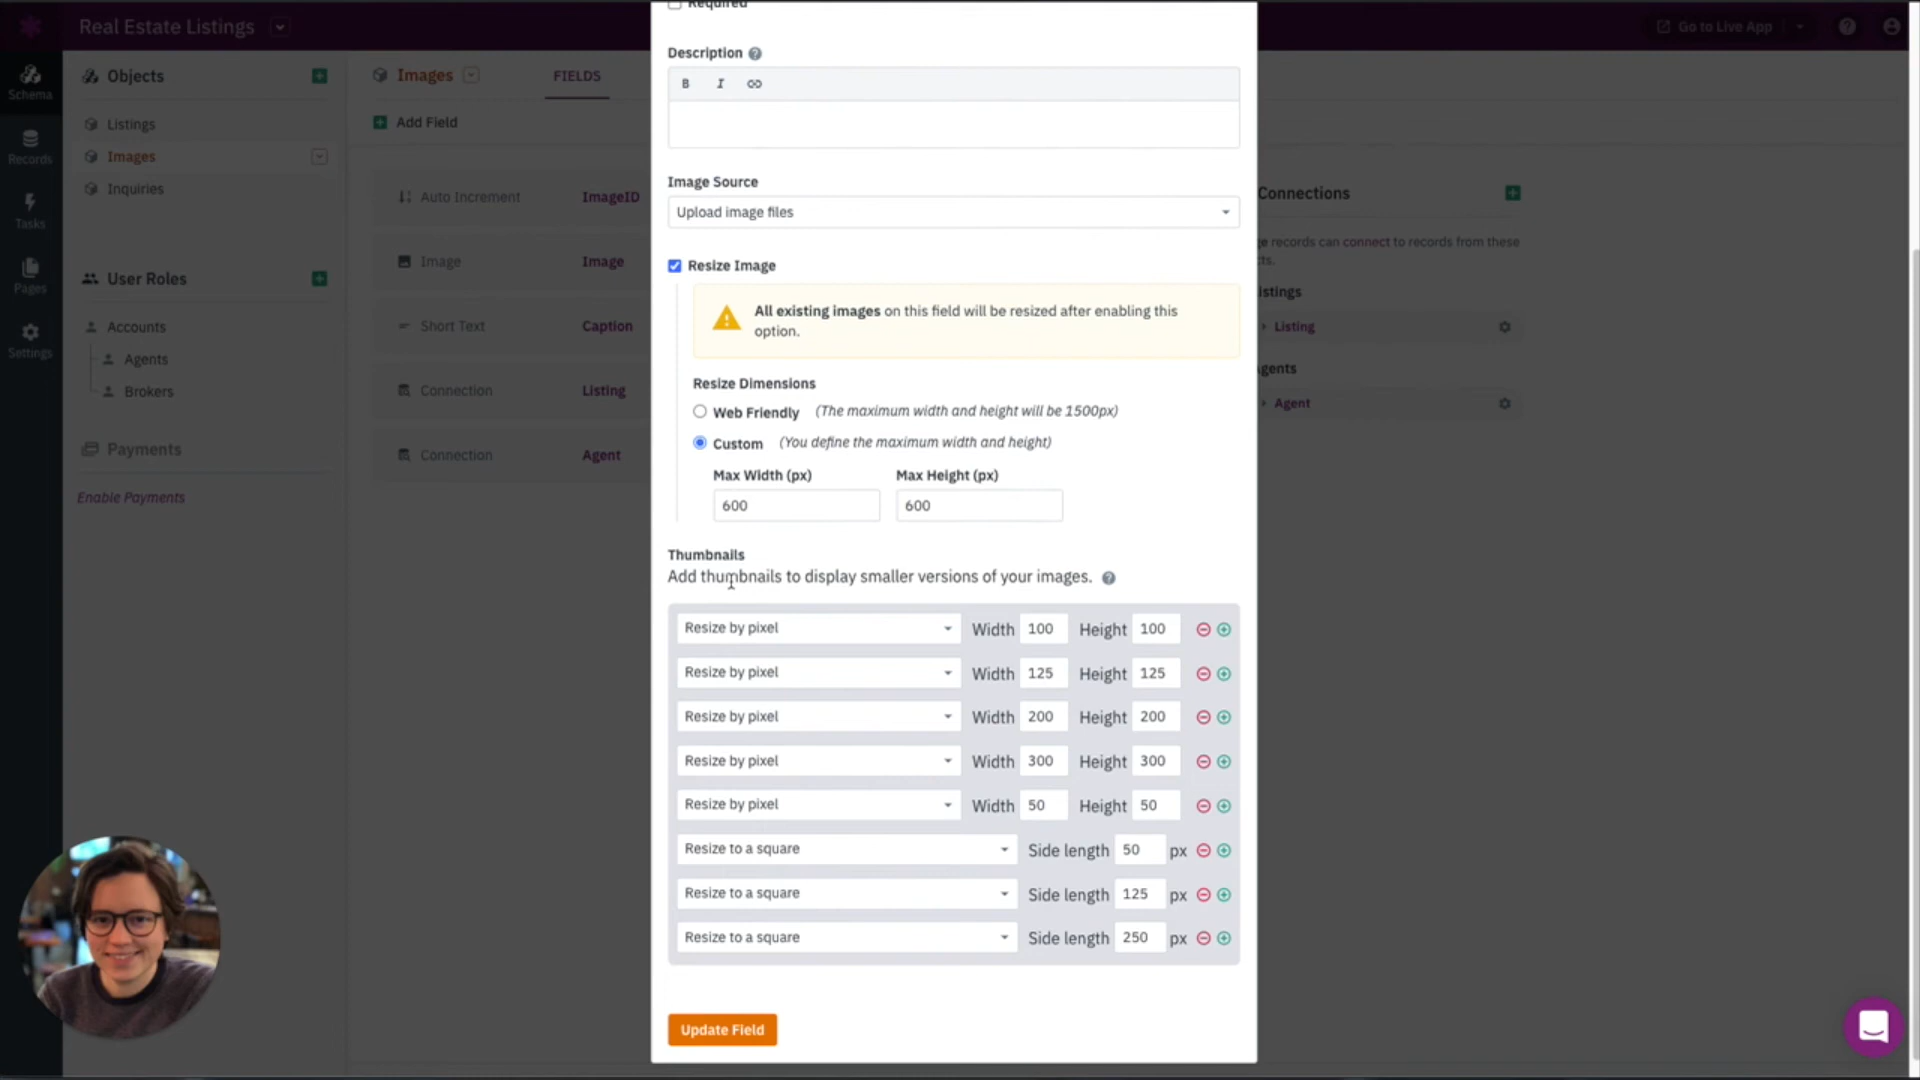 Real Estate Listings
Go to Live App
Schema
Records
Tasks
Pages
Settings
Objects
Listings
Images
Inquiries
User Roles
Accounts
Agents
Brokers
Payments
Enable Payments
Images
FIELDS
Add Field
Auto Increment ImageID
Image Image
Short Text Caption
Connection Listing
Connection Agent
Required
Description
B I
Image Source
Upload image files
Resize Image
All existing images on this field will be resized after enabling this
option.
Resize Dimensions
Web Friendly (The maximum width and height will be 1500px)
Custom (You define the maximum width and height)
Max Width (px) Max Height (px)
600 600
Thumbnails
Add thumbnails to display smaller versions of your images.
Resize by pixel Width 100 Height 100
Resize by pixel Width 125 Height 125
Resize by pixel Width 200 Height 200
Resize by pixel Width 300 Height 300
Resize by pixel Width 50 Height 50
Resize to a square Side length 50 px
Resize to a square Side length 125 px
Resize to a square Side length 250 px
Update Field
Connections
records can connect to records from these
Listing
Agent